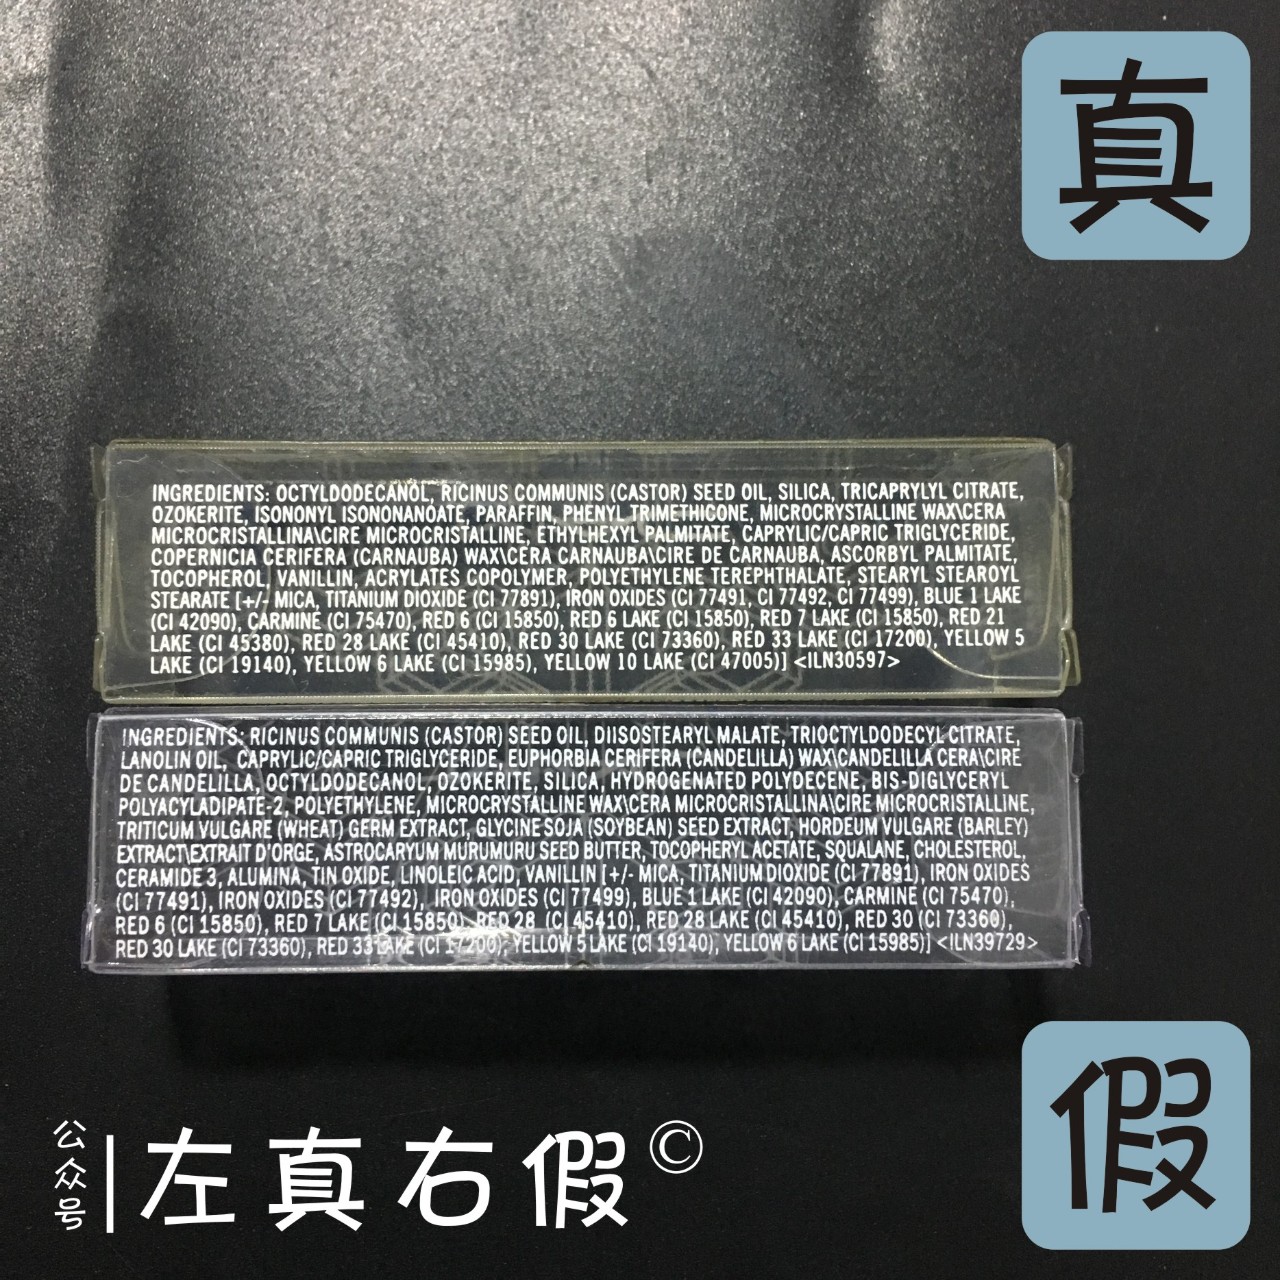 真
INGREDIENTS: OCTYLDODECANOL, RICINUS COMMUNIS (CASTOR) SEED OIL, SILICA, TRICAPRYLYL CITRATE,
OZOKERITE, ISONONYL ISONONANOATE, PARAFFIN, PHENYL TRIMETHICONE, MICROCRYSTALLINE WAX\CERA
MICROCRISTALLINA\CIRE MICROCRISTALLINE, ETHYLHEXYL PALMITATE, CAPRYLIC/CAPRIC TRIGLYCERIDE,
COPERNICIA CERIFERA (CARNAUBA) WAX\CERA CARNAUBA\CIRE DE CARNAUBA, ASCORBYL PALMITATE,
TOCOPHEROL, VANILLIN, ACRYLATES COPOLYMER, POLYETHYLENE TEREPHTHALATE, STEARYL STEAROYL
STEARATE [+/- MICA, TITANIUM DIOXIDE (CI 77891), IRON OXIDES (CI 77491, CI 77492, CI 77499), BLUE 1 LAKE
(CI 42090), CARMINE (CI 75470), RED 6 (CI 15850), RED 6 LAKE (CI 15850), RED 7 LAKE (CI 15850), RED 21
LAKE (CI 45380), RED 28 LAKE (CI 45410), RED 30 LAKE (CI 73360), RED 33 LAKE (CI 17200), YELLOW 5
LAKE (CI 19140), YELLOW 6 LAKE (CI 15985), YELLOW 10 LAKE (CI 47005)] <ILN30597>
INGREDIENTS: RICINUS COMMUNIS (CASTOR) SEED OIL, DIISOSTEARYL MALATE, TRIOCTYLDODECYL CITRATE,
LANOLIN OIL, CAPRYLIC/CAPRIC TRIGLYCERIDE, EUPHORBIA CERIFERA (CANDELILLA) WAX\CANDELILLA CERA\CIRE
DE CANDELILLA, OCTYLDODECANOL, OZOKERITE, SILICA, HYDROGENATED POLYDECENE, BIS-DIGLYCERYL
POLYACYLADIPATE-2, POLYETHYLENE, MICROCRYSTALLINE WAX\CERA MICROCRISTALLINA\CIRE MICROCRISTALLINE,
TRITICUM VULGARE (WHEAT) GERM EXTRACT, GLYCINE SOJA (SOYBEAN) SEED EXTRACT, HORDEUM VULGARE (BARLEY)
EXTRACT\EXTRAIT D'ORGE, ASTROCARYUM MURUMURU SEED BUTTER, TOCOPHERYL ACETATE, SQUALANE, CHOLESTEROL,
CERAMIDE 3, ALUMINA, TIN OXIDE, LINOLEIC ACID, VANILLIN [+/- MICA, TITANIUM DIOXIDE (CI 77891), IRON OXIDES
(CI 77491), IRON OXIDES (CI 77492), IRON OXIDES (CI 77499), BLUE 1 LAKE (CI 42090), CARMINE (CI 75470),
RED 6 (CI 15850), RED 7 LAKE (CI 15850), RED 28 (CI 45410), RED 28 LAKE (CI 45410), RED 30 (CI 73360),
RED 30 LAKE (CI 73360), RED 33 LAKE (CI 17200), YELLOW 5 LAKE (CI 19140), YELLOW 6 LAKE (CI 15985)] <ILN39729>
假
公众号 左真右假©